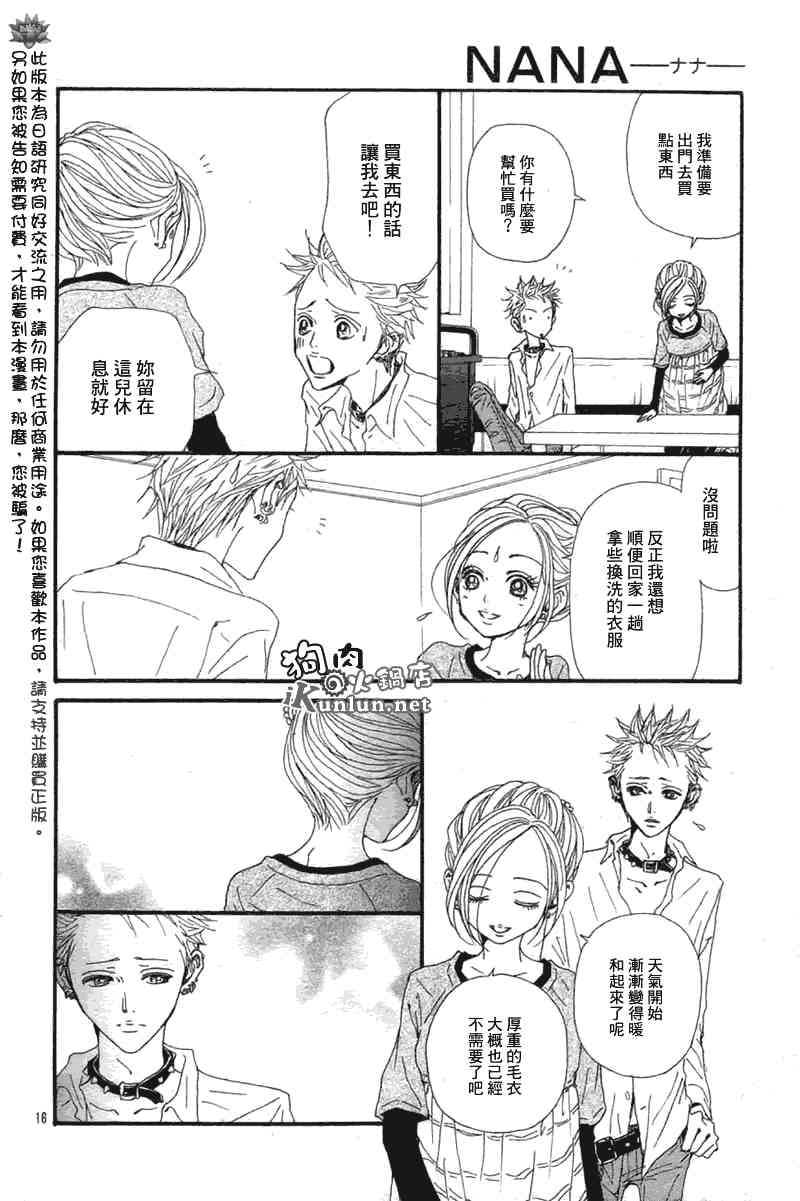 NANA—ナナ—
我準備要
出門去買
點東西
你有什麼要
幫忙買嗎？
買東西的話
讓我去吧！
妳留在
這兒休
息就好
沒問題啦
反正我還想
順便回家一趟
拿些換洗的衣服
天氣開始
漸漸變得暖
和起來了呢
厚重的毛衣
大概也已經
不需要了吧
狗肉火鍋店
iKunlun.net
此版本為日語研究同好交流之用，請勿用於任何商業用途。如果您喜歡本作品，請支持並購買正版。
另如果您被告知需要付費，才能看到本漫畫，那麼，您被騙了！
16